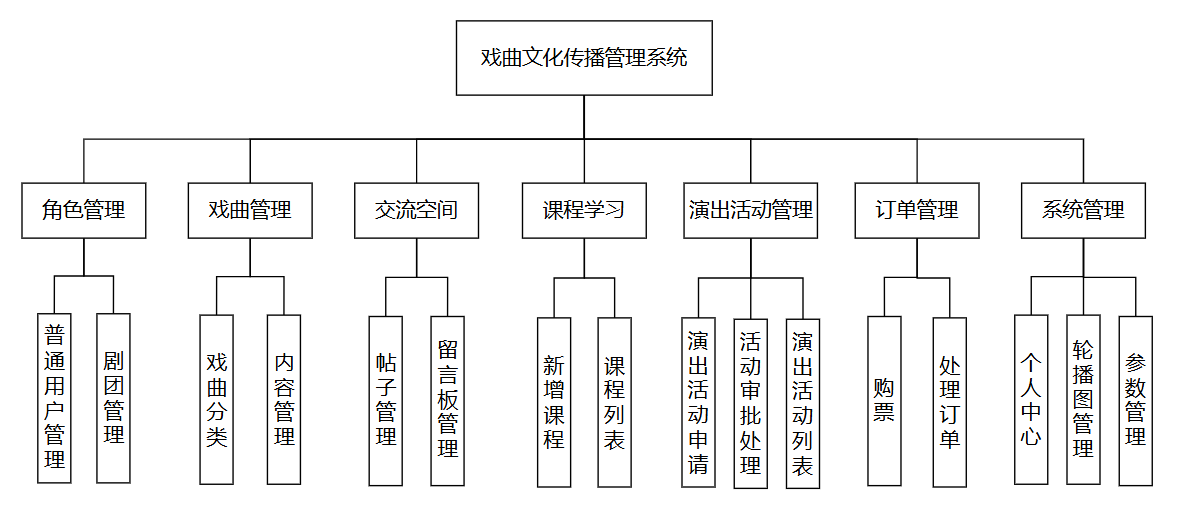 戏曲文化传播管理系统
角色管理
戏曲管理
交流空间
课程学习
演出活动管理
订单管理
系统管理
普通用户管理
剧团管理
戏曲分类
内容管理
帖子管理
留言板管理
新增课程
课程列表
演出活动申请
活动审批处理
演出活动列表
购票
处理订单
个人中心
轮播图管理
参数管理